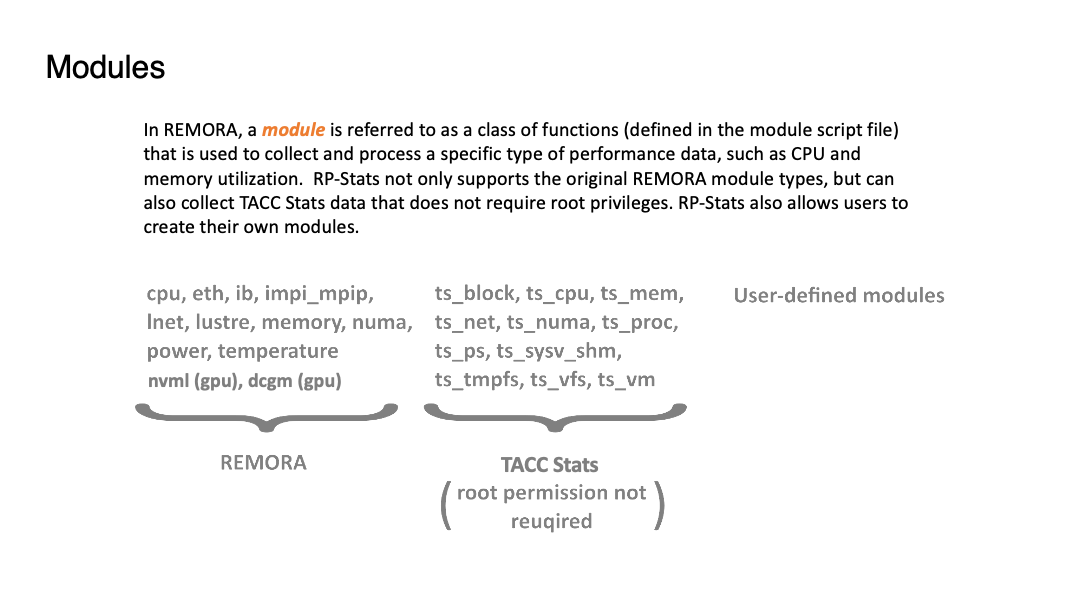 Modules
In REMORA, a module is referred to as a class of functions (defined in the module script file)
that is used to collect and process a specific type of performance data, such as CPU and
memory utilization.  RP-Stats not only supports the original REMORA module types, but can
also collect TACC Stats data that does not require root privileges. RP-Stats also allows users to
create their own modules.
cpu, eth, ib, impi_mpip,
lnet, lustre, memory, numa,
power, temperature
nvml (gpu), dcgm (gpu)
REMORA
ts_block, ts_cpu, ts_mem,
ts_net, ts_numa, ts_proc,
ts_ps, ts_sysv_shm,
ts_tmpfs, ts_vfs, ts_vm
TACC Stats
( root permission not
reuqired )
User-defined modules